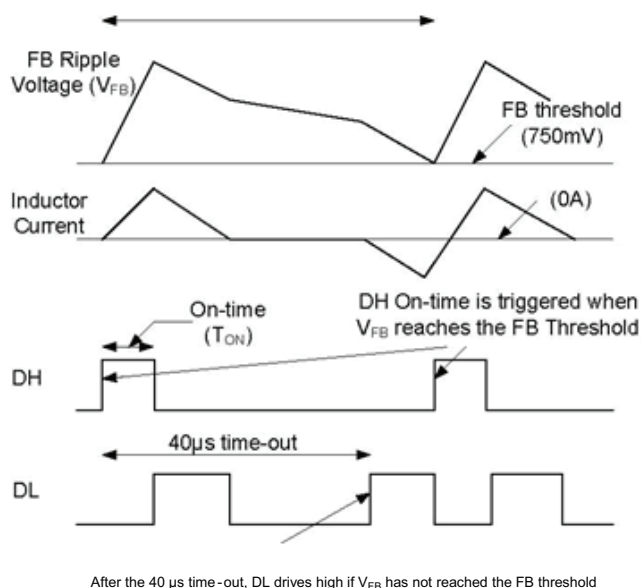 FB Ripple
Voltage (VFB)
FB threshold
(750mV)
Inductor
Current
(0A)
DH On-time is triggered when
VFB reaches the FB Threshold
On-time
(TON)
DH
40µs time-out
DL
After the 40 µs time-out, DL drives high if VFB has not reached the FB threshold